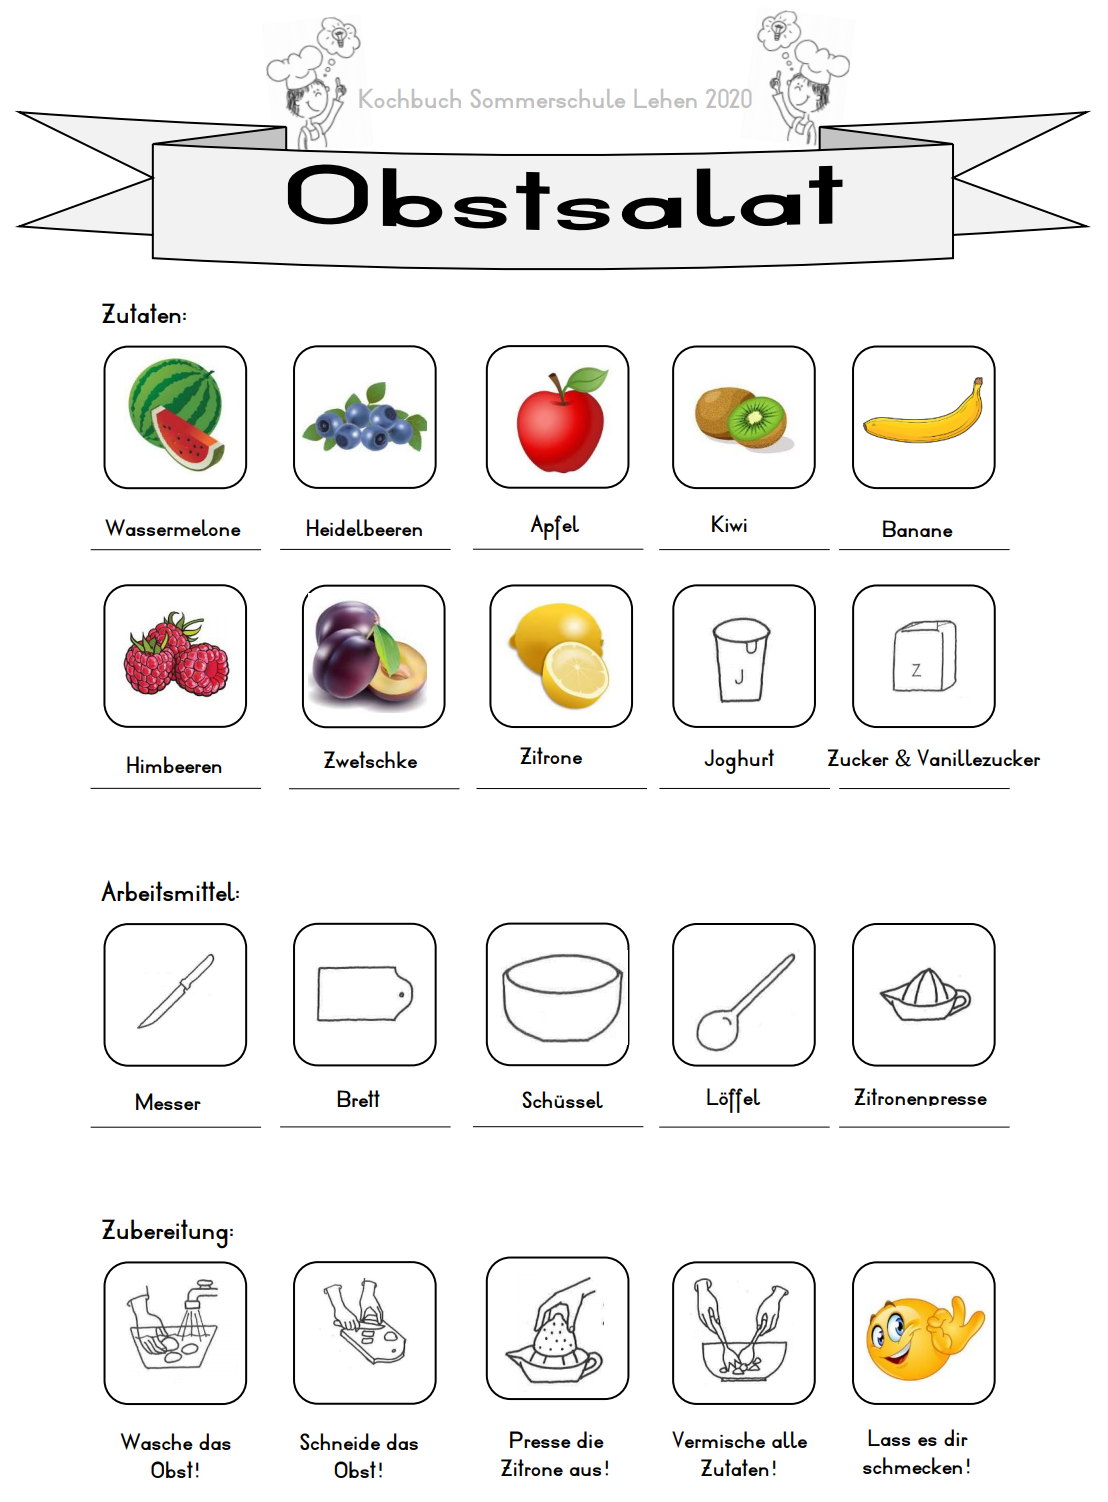 Kochbuch Sommerschule Lehen 2020
Obstsalat
Zutaten:
Wassermelone
Heidelbeeren
Apfel
Kiwi
Banane
J
Z
Himbeeren
Zwetschke
Zitrone
Joghurt
Zucker & Vanillezucker
Arbeitsmittel:
Messer
Brett
Schüssel
Löffel
Zitronenpresse
Zubereitung:
Wasche das
Obst!
Schneide das
Obst!
Presse die
Zitrone aus!
Vermische alle
Zutaten!
Lass es dir
schmecken!